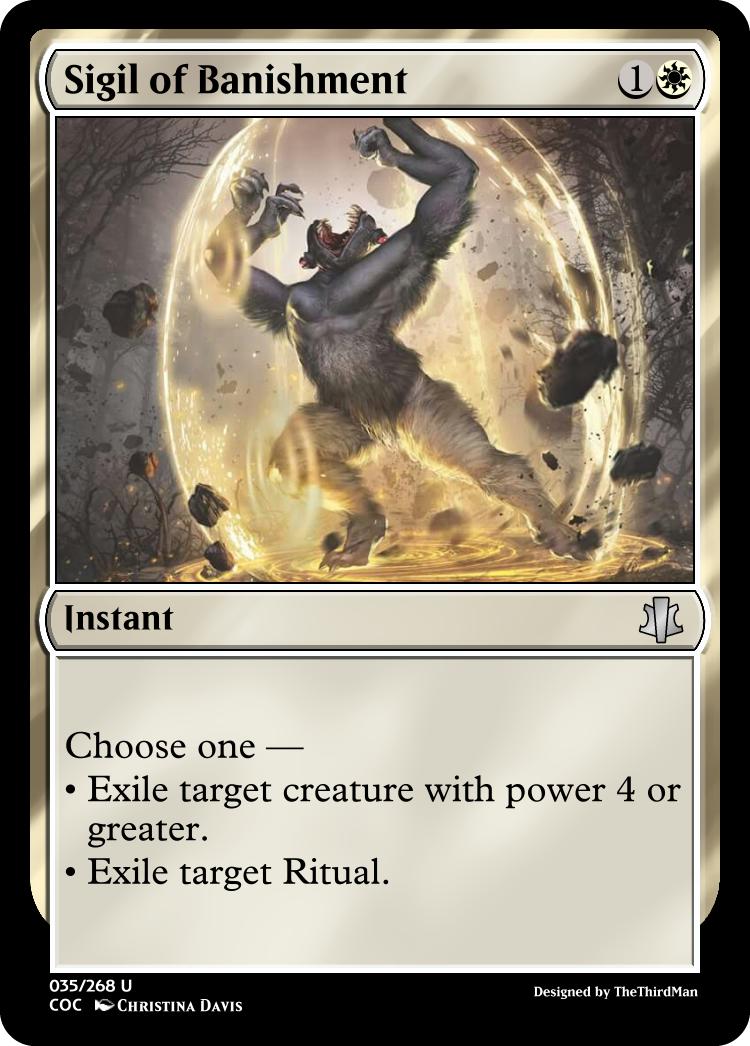 Sigil of Banishment 1
Instant
Choose one —
• Exile target creature with power 4 or
greater.
• Exile target Ritual.
035/268 U
COC Christina Davis
Designed by TheThirdMan